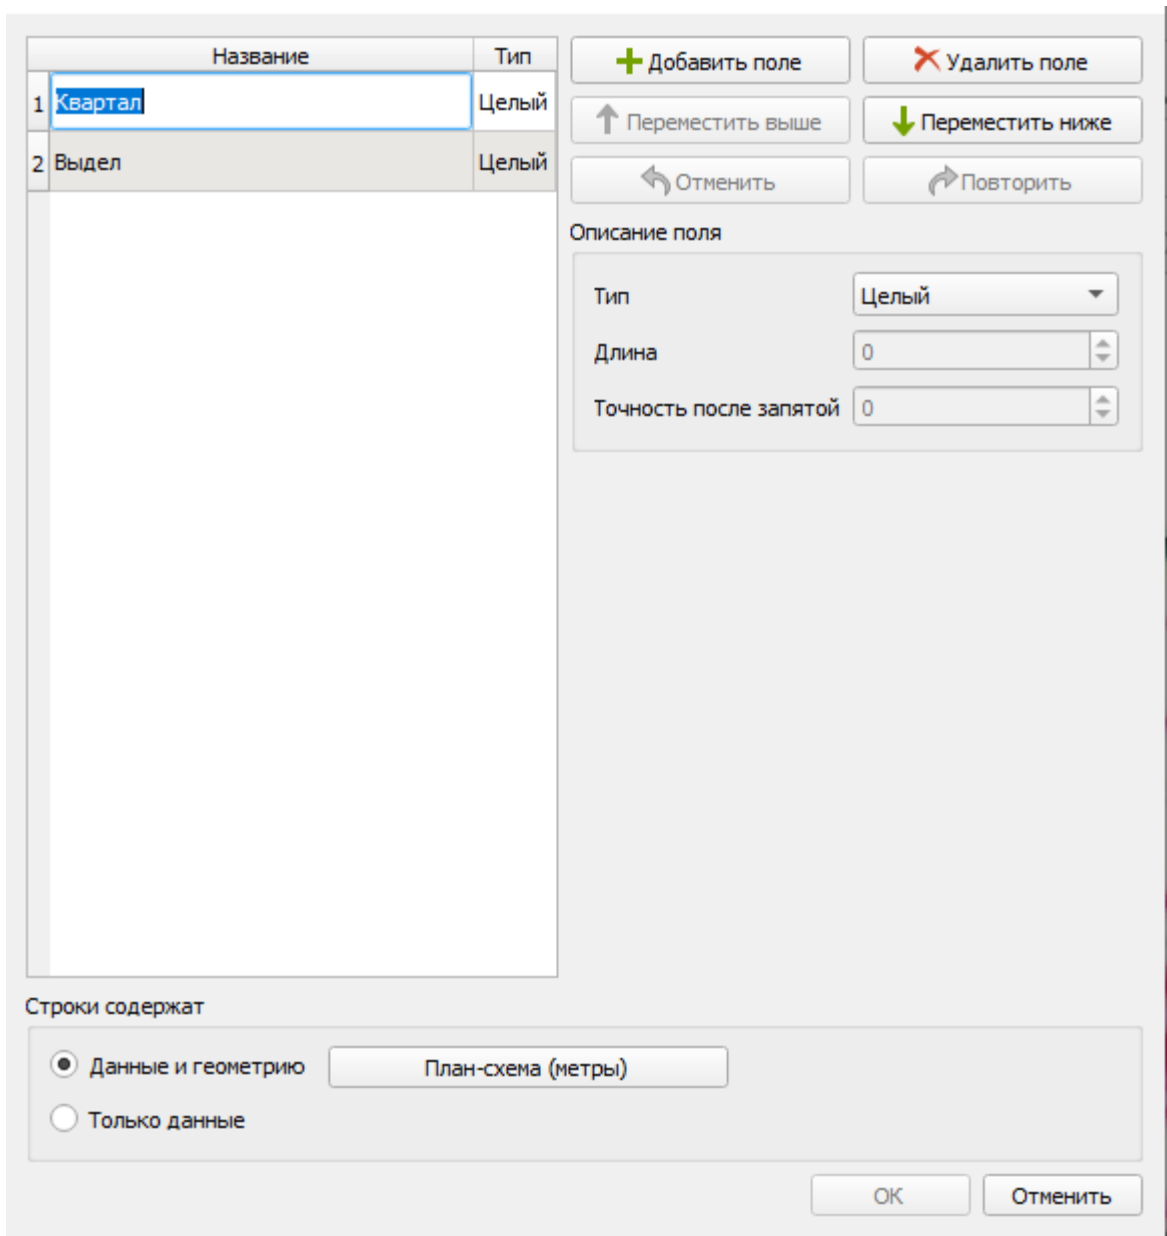 Название Тип
1 Квартал Целый
2 Выдел Целый
Добавить поле Удалить поле
Переместить выше Переместить ниже
Отменить Повторить
Описание поля
Тип Целый
Длина 0
Точность после запятой 0
Строки содержат
Данные и геометрию План-схема (метры)
Только данные
OK Отменить